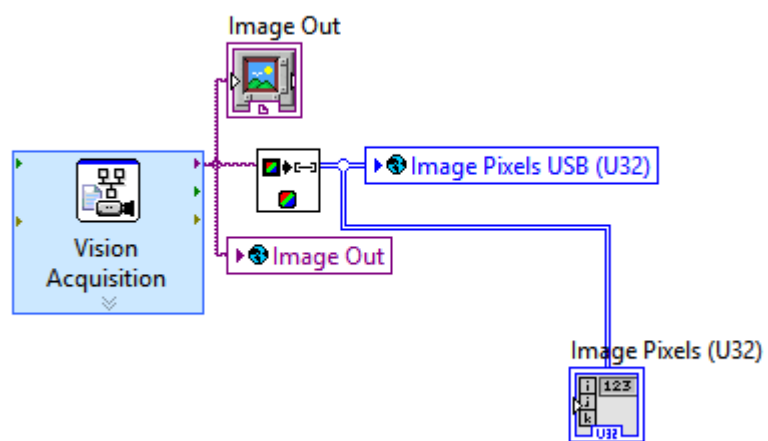 Image Out
Image Pixels USB (U32)
Vision
Acquisition
Image Out
Image Pixels (U32)
i
j
k
123
U32